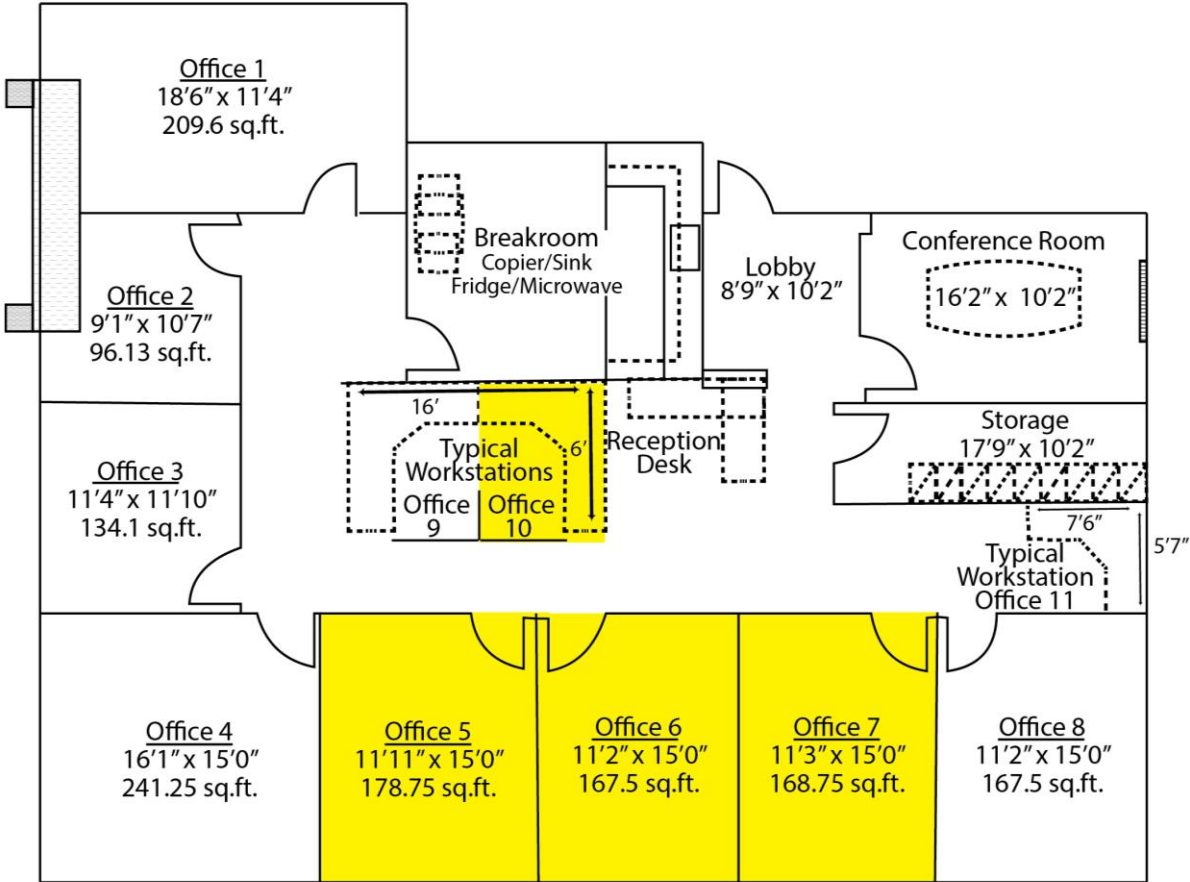 Office 1
18'6" x 11'4"
209.6 sq.ft.
Breakroom
Copier/Sink
Fridge/Microwave
Lobby
8'9" x 10'2"
Conference Room
16'2" x 10'2"
Office 2
9'1" x 10'7"
96.13 sq.ft.
16'
6'
Typical
Workstations
Office
9
Office
10
Reception
Desk
Storage
17'9" x 10'2"
Office 3
11'4" x 11'10"
134.1 sq.ft.
7'6"
5'7"
Typical
Workstation
Office 11
Office 4
16'1" x 15'0"
241.25 sq.ft.
Office 5
11'11" x 15'0"
178.75 sq.ft.
Office 6
11'2" x 15'0"
167.5 sq.ft.
Office 7
11'3" x 15'0"
168.75 sq.ft.
Office 8
11'2" x 15'0"
167.5 sq.ft.